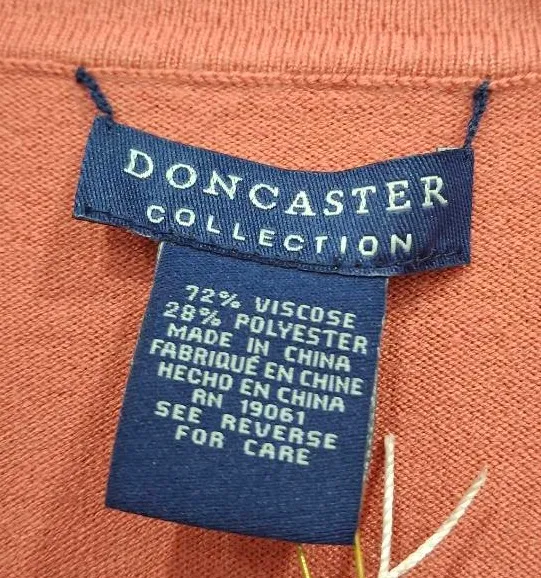 DONCASTER
COLLECTION
72% VISCOSE
28% POLYESTER
MADE IN CHINA
FABRIQUÉ EN CHINE
HECHO EN CHINA
RN 19061
SEE REVERSE
FOR CARE